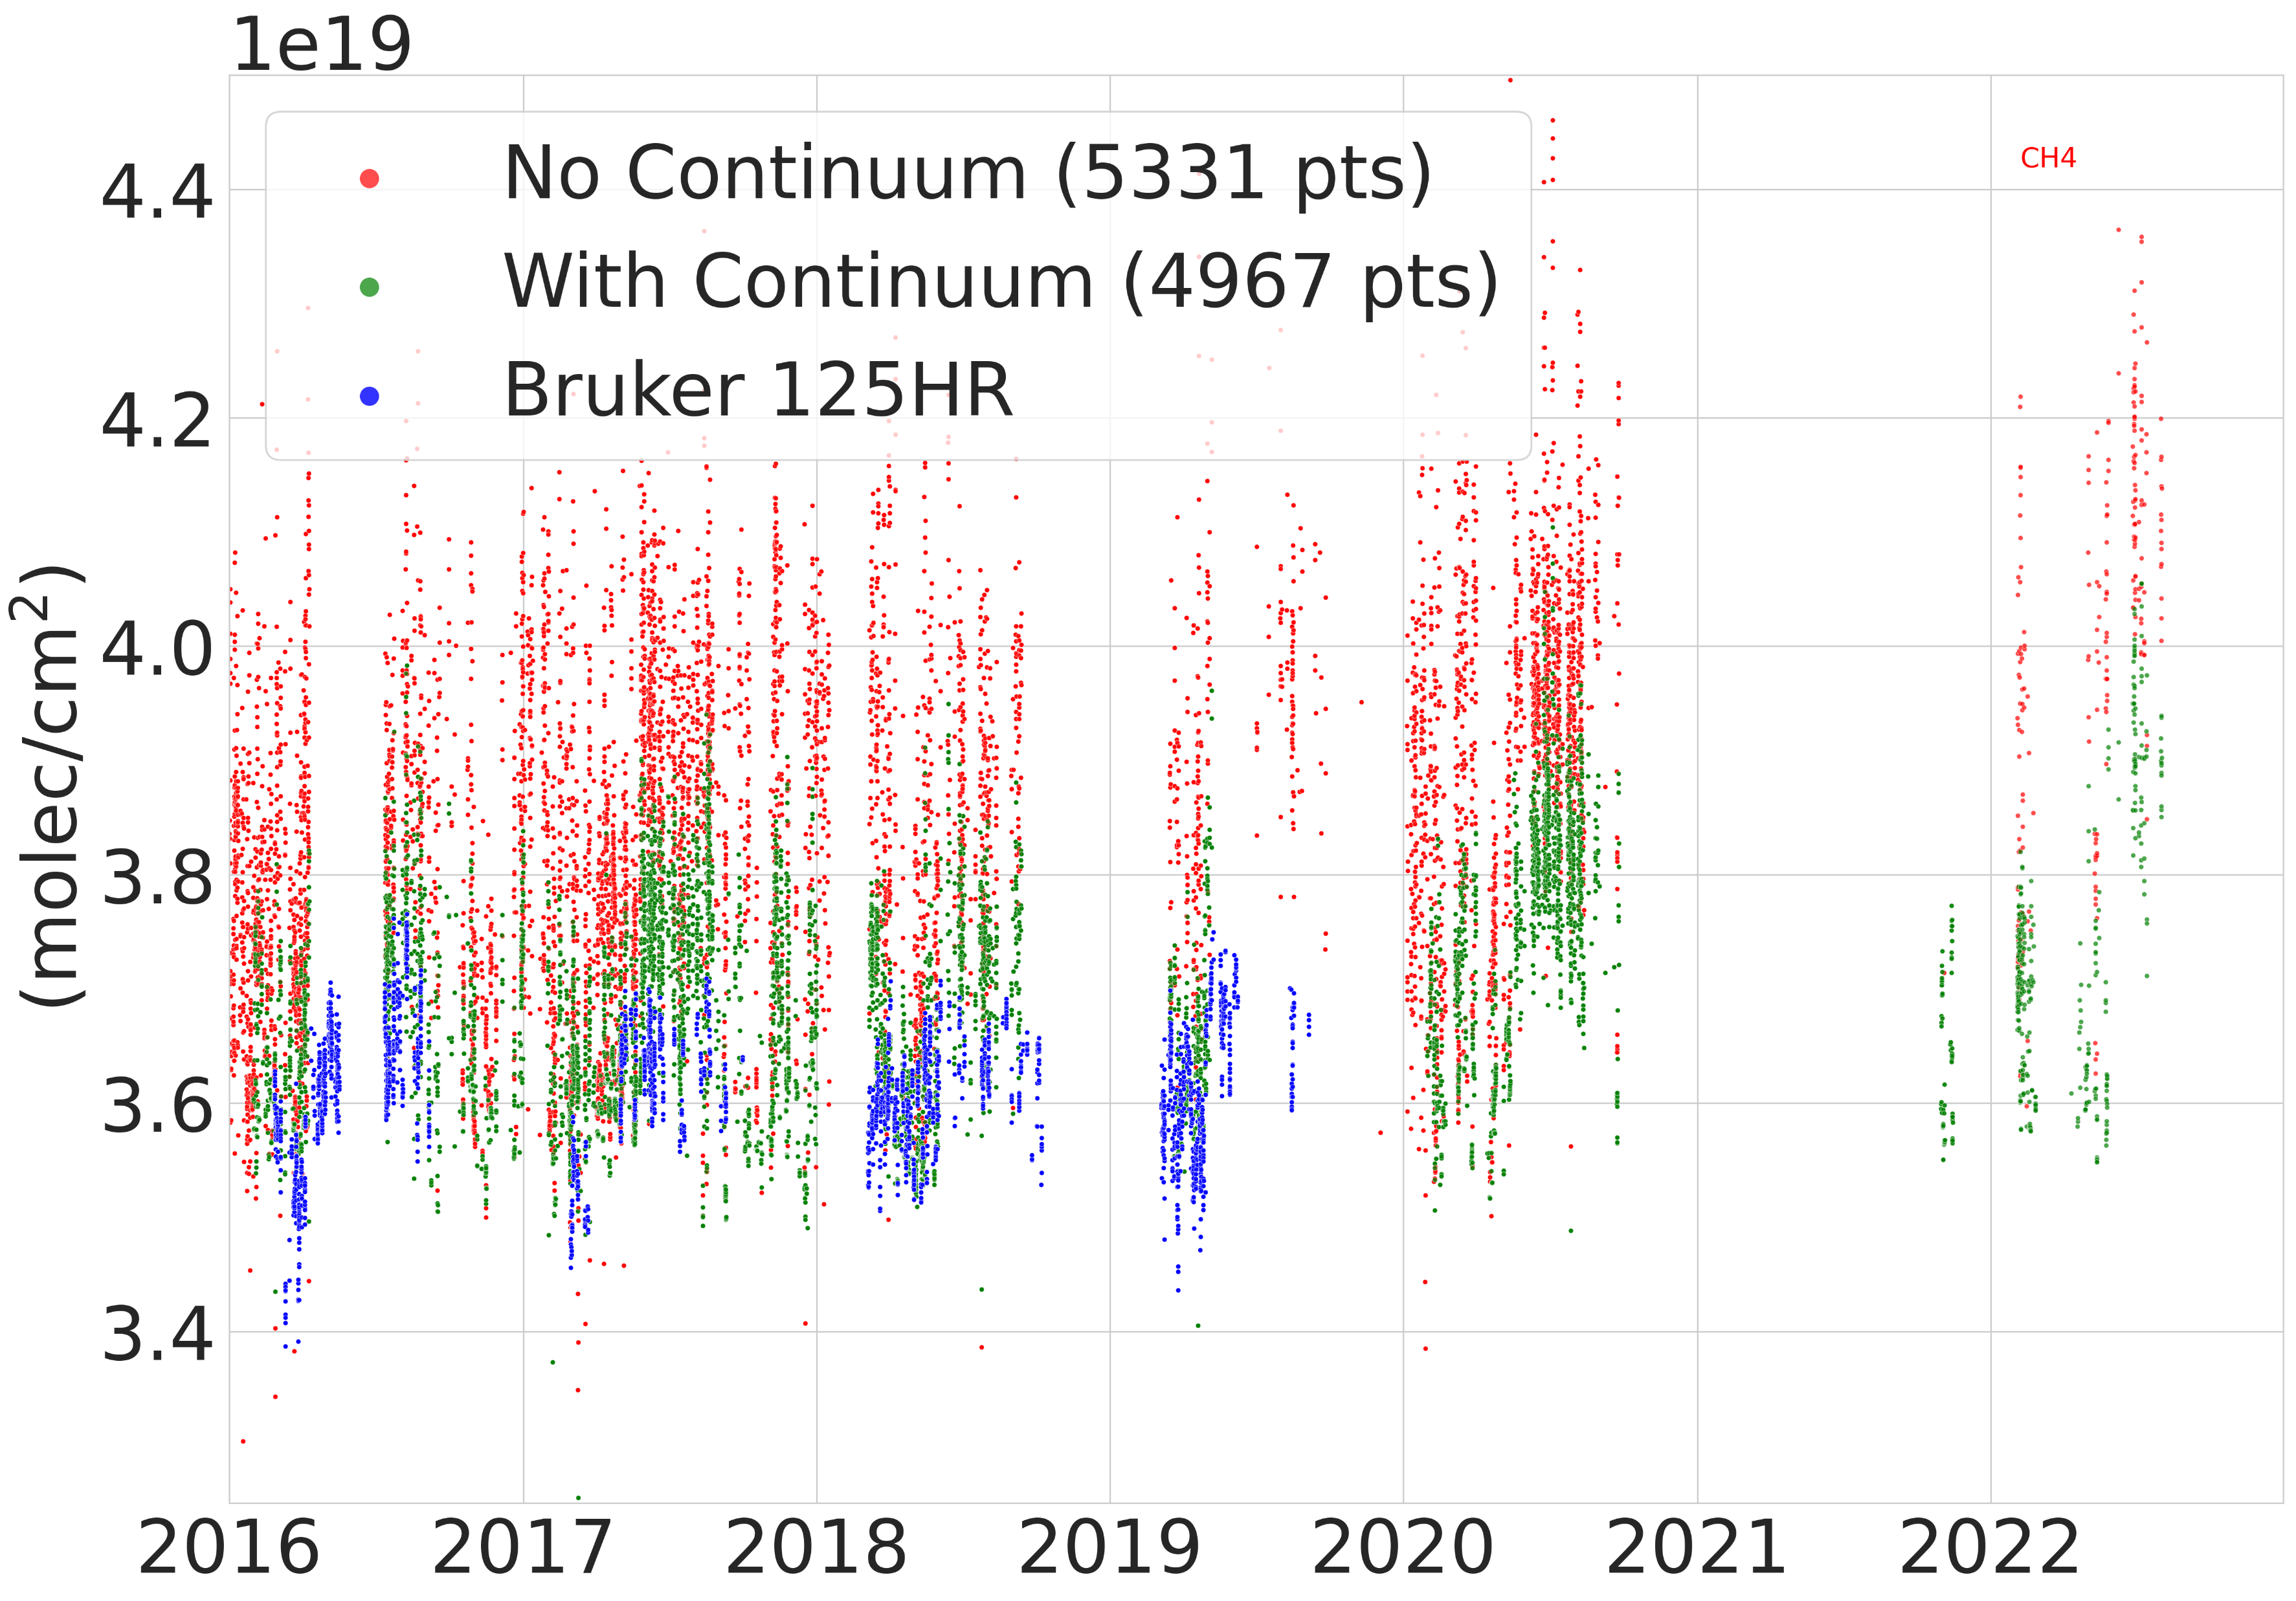 1e19
4.4
4.2
4.0
3.8
3.6
3.4
(molec/cm²)
No Continuum (5331 pts)
With Continuum (4967 pts)
Bruker 125HR
CH4
2016 2017 2018 2019 2020 2021 2022